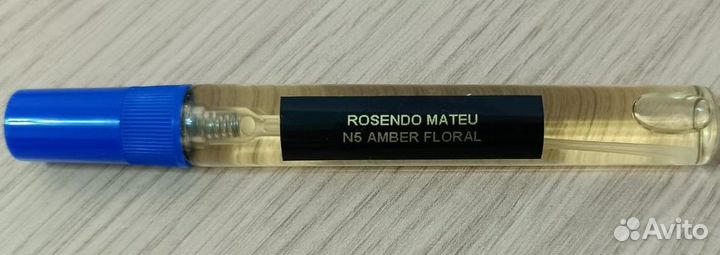 ROSENDO MATEU
N5 AMBER FLORAL
Avito